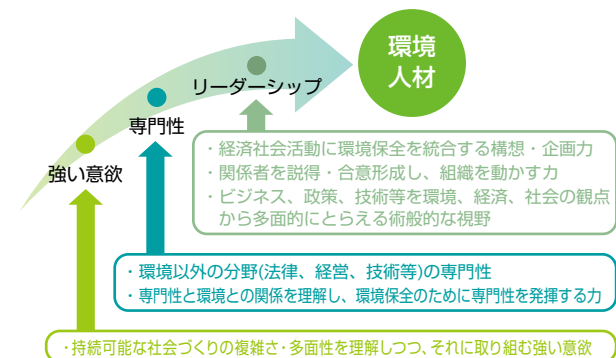 環境
人材
リーダーシップ
専門性
強い意欲
・経済社会活動に環境保全を統合する構想・企画力
・関係者を説得・合意形成し、組織を動かす力
・ビジネス、政策、技術等を環境、経済、社会の観点
から多面的にとらえる術般的な視野
・環境以外の分野(法律、経営、技術等)の専門性
・専門性と環境との関係を理解し、環境保全のために専門性を発揮する力
・持続可能な社会づくりの複雑さ・多面性を理解しつつ、それに取り組む強い意欲